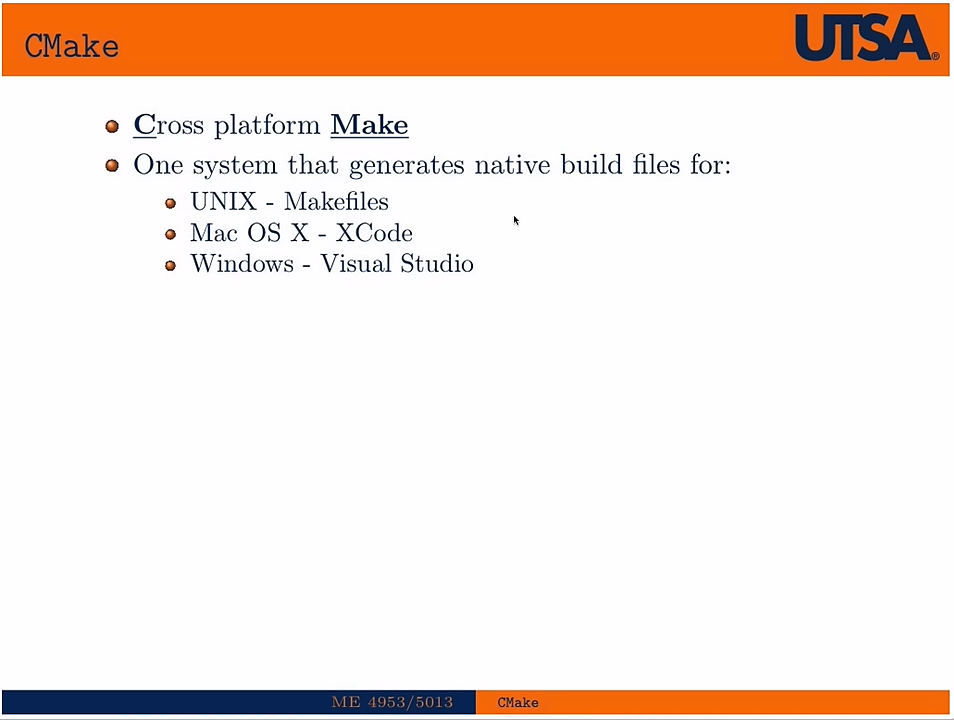 CMake
UTSA®
Cross platform Make
One system that generates native build files for:
UNIX - Makefiles
Mac OS X - XCode
Windows - Visual Studio
ME 4953/5013
CMake